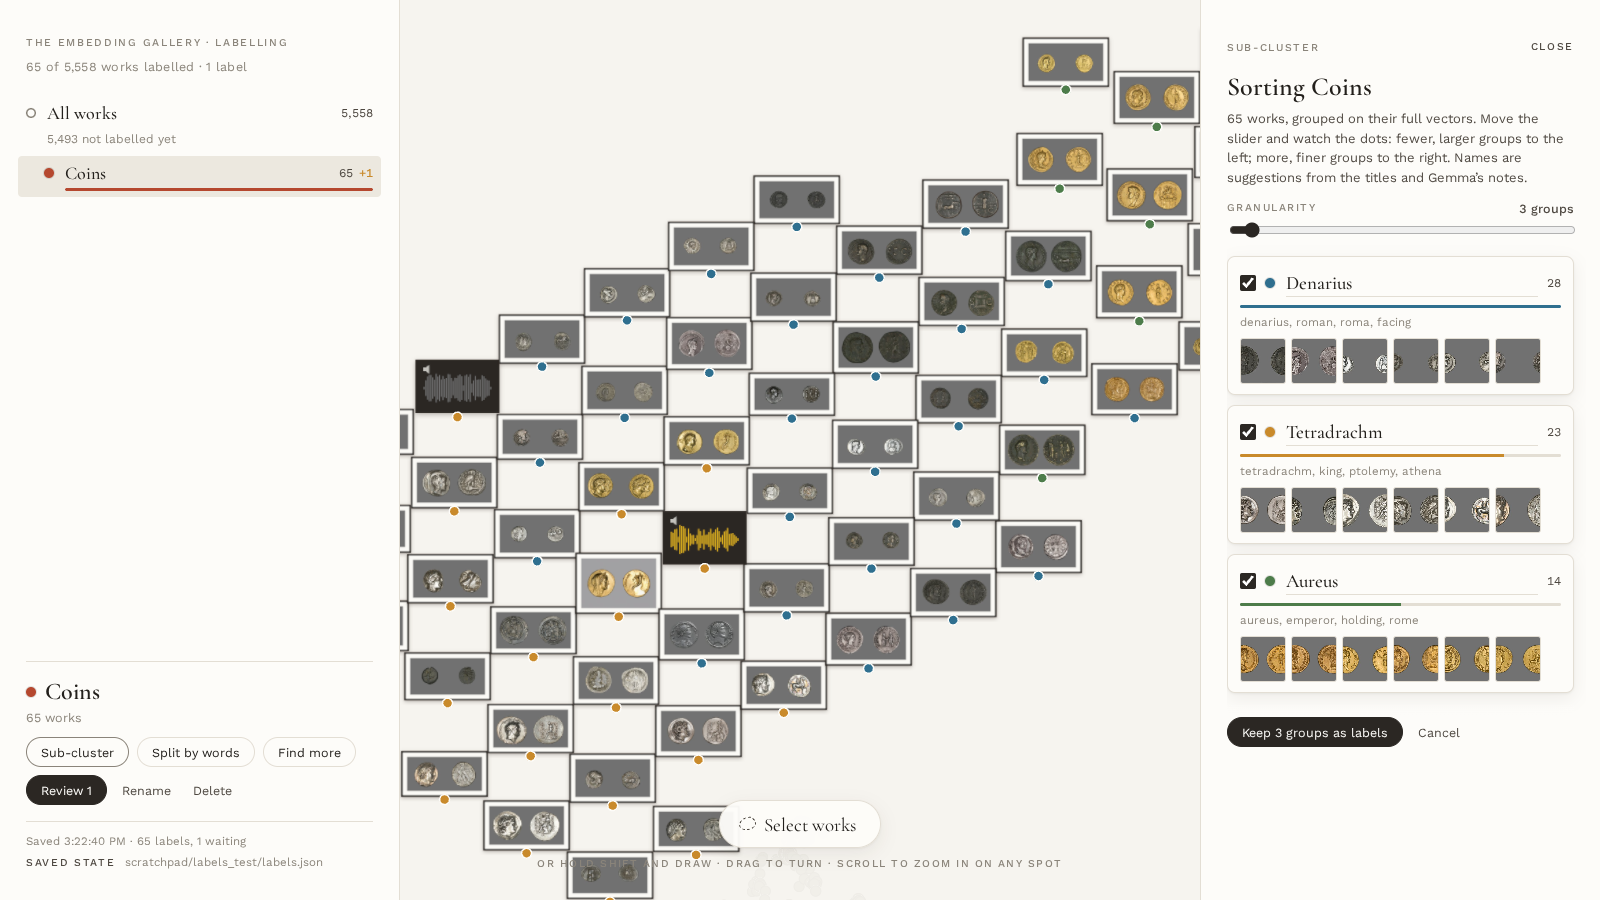 THE EMBEDDING GALLERY · LABELLING
65 of 5,558 works labelled · 1 label
All works 5,558
5,493 not labelled yet
Coins 65 +1
Coins
65 works
Sub-cluster Split by words Find more
Review 1 Rename Delete
Saved 3:22:40 PM · 65 labels, 1 waiting
SAVED STATE scratchpad/labels_test/labels.json
Select works
OR HOLD SHIFT AND DRAW · DRAG TO TURN · SCROLL TO ZOOM IN ON ANY SPOT
SUB-CLUSTER CLOSE
Sorting Coins
65 works, grouped on their full vectors. Move the
slider and watch the dots: fewer, larger groups to the
left; more, finer groups to the right. Names are
suggestions from the titles and Gemma's notes.
GRANULARITY 3 groups
Denarius 28
denarius, roman, roma, facing
Tetradrachm 23
tetradrachm, king, ptolemy, athena
Aureus 14
aureus, emperor, holding, rome
Keep 3 groups as labels Cancel